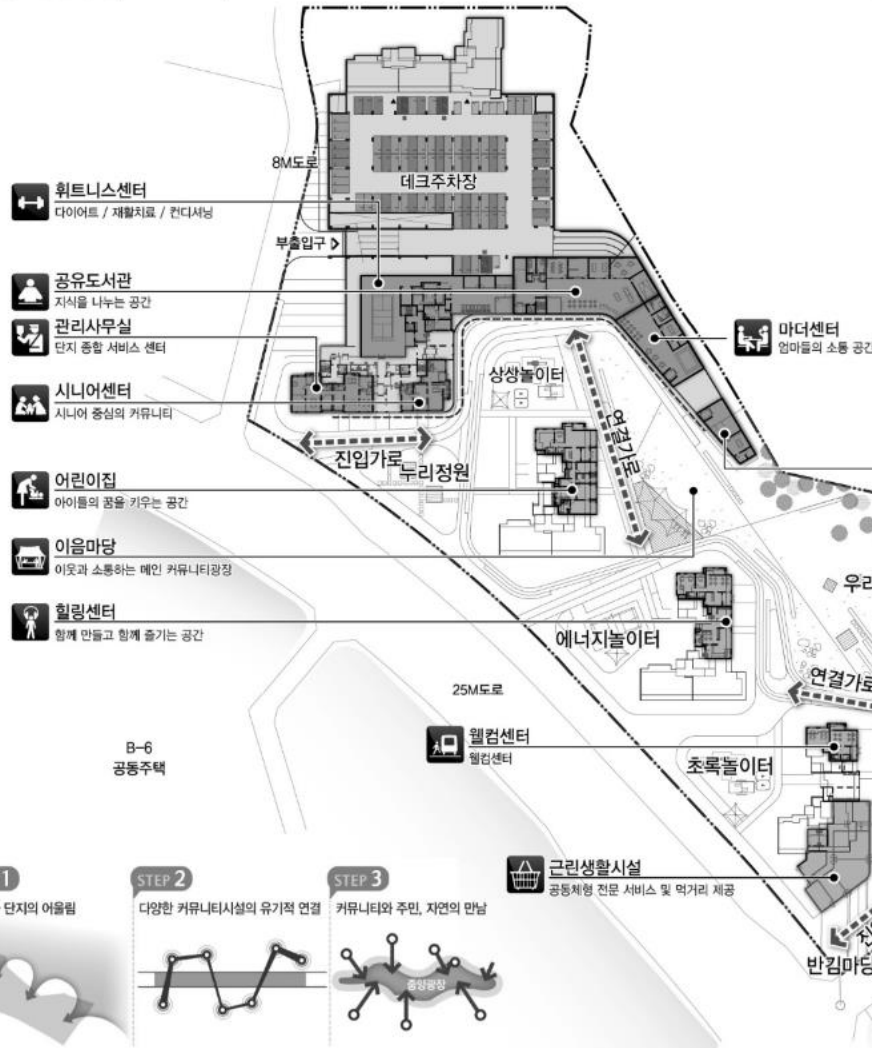 8M도로
데크주차장
휘트니스센터
다이어트 / 재활치료 / 컨디셔닝
부출입구
공유도서관
지식을 나누는 공간
관리사무실
단지 종합 서비스 센터
마더센터
엄마들의 소통 공간
시니어센터
시니어 중심의 커뮤니티
상상놀이터
연결가로
진입가로
누리정원
어린이집
아이들의 꿈을 키우는 공간
이음마당
이웃과 소통하는 메인 커뮤니티광장
힐링센터
함께 만들고 함께 즐기는 공간
우리
에너지놀이터
연결가로
25M도로
웰컴센터
웰컴센터
B-6
공동주택
초록놀이터
근린생활시설
공동체형 전문 서비스 및 먹거리 제공
반김마당
1
단지의 어울림
STEP 2
다양한 커뮤니티시설의 유기적 연결
STEP 3
커뮤니티와 주민, 자연의 만남
중앙광장